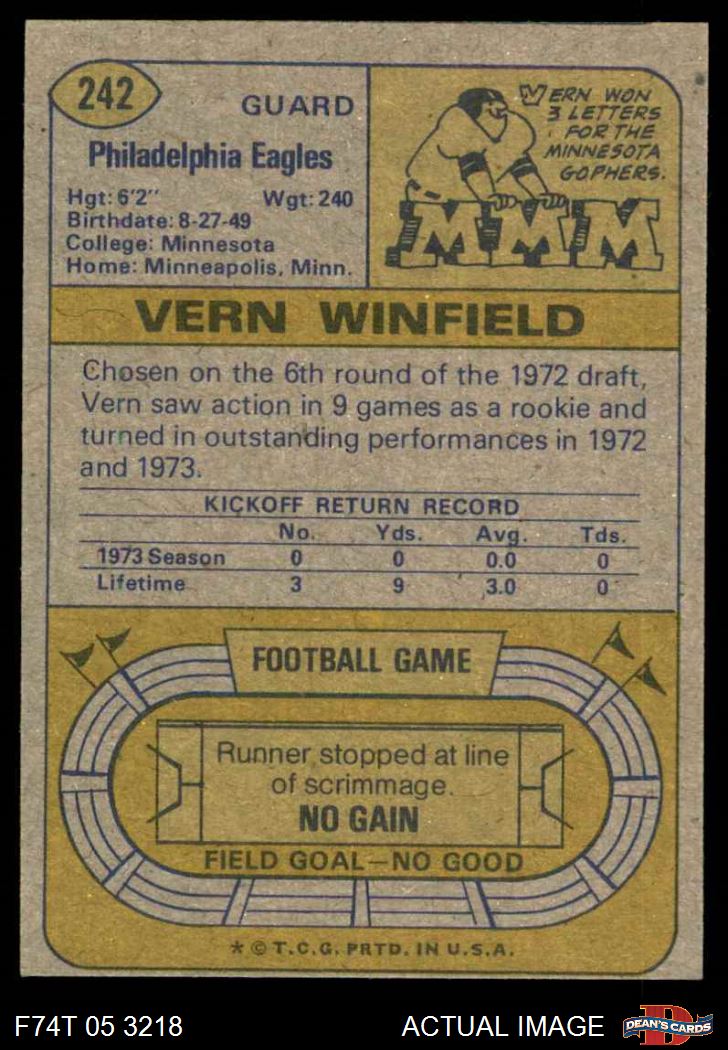 242
GUARD
Philadelphia Eagles
Hgt: 6'2" Wgt: 240
Birthdate: 8-27-49
College: Minnesota
Home: Minneapolis, Minn.
VERN WON
3 LETTERS
FOR THE
MINNESOTA
GOPHERS.
MMM
VERN WINFIELD
Chosen on the 6th round of the 1972 draft,
Vern saw action in 9 games as a rookie and
turned in outstanding performances in 1972
and 1973.
KICKOFF RETURN RECORD
No. Yds. Avg. Tds.
1973 Season 0 0 0.0 0
Lifetime 3 9 3.0 0
FOOTBALL GAME
Runner stopped at line
of scrimmage.
NO GAIN
FIELD GOAL—NO GOOD
* © T.C.G. PRTD. IN U.S.A.
F74T 05 3218 ACTUAL IMAGE
D
DEAN'S CARDS